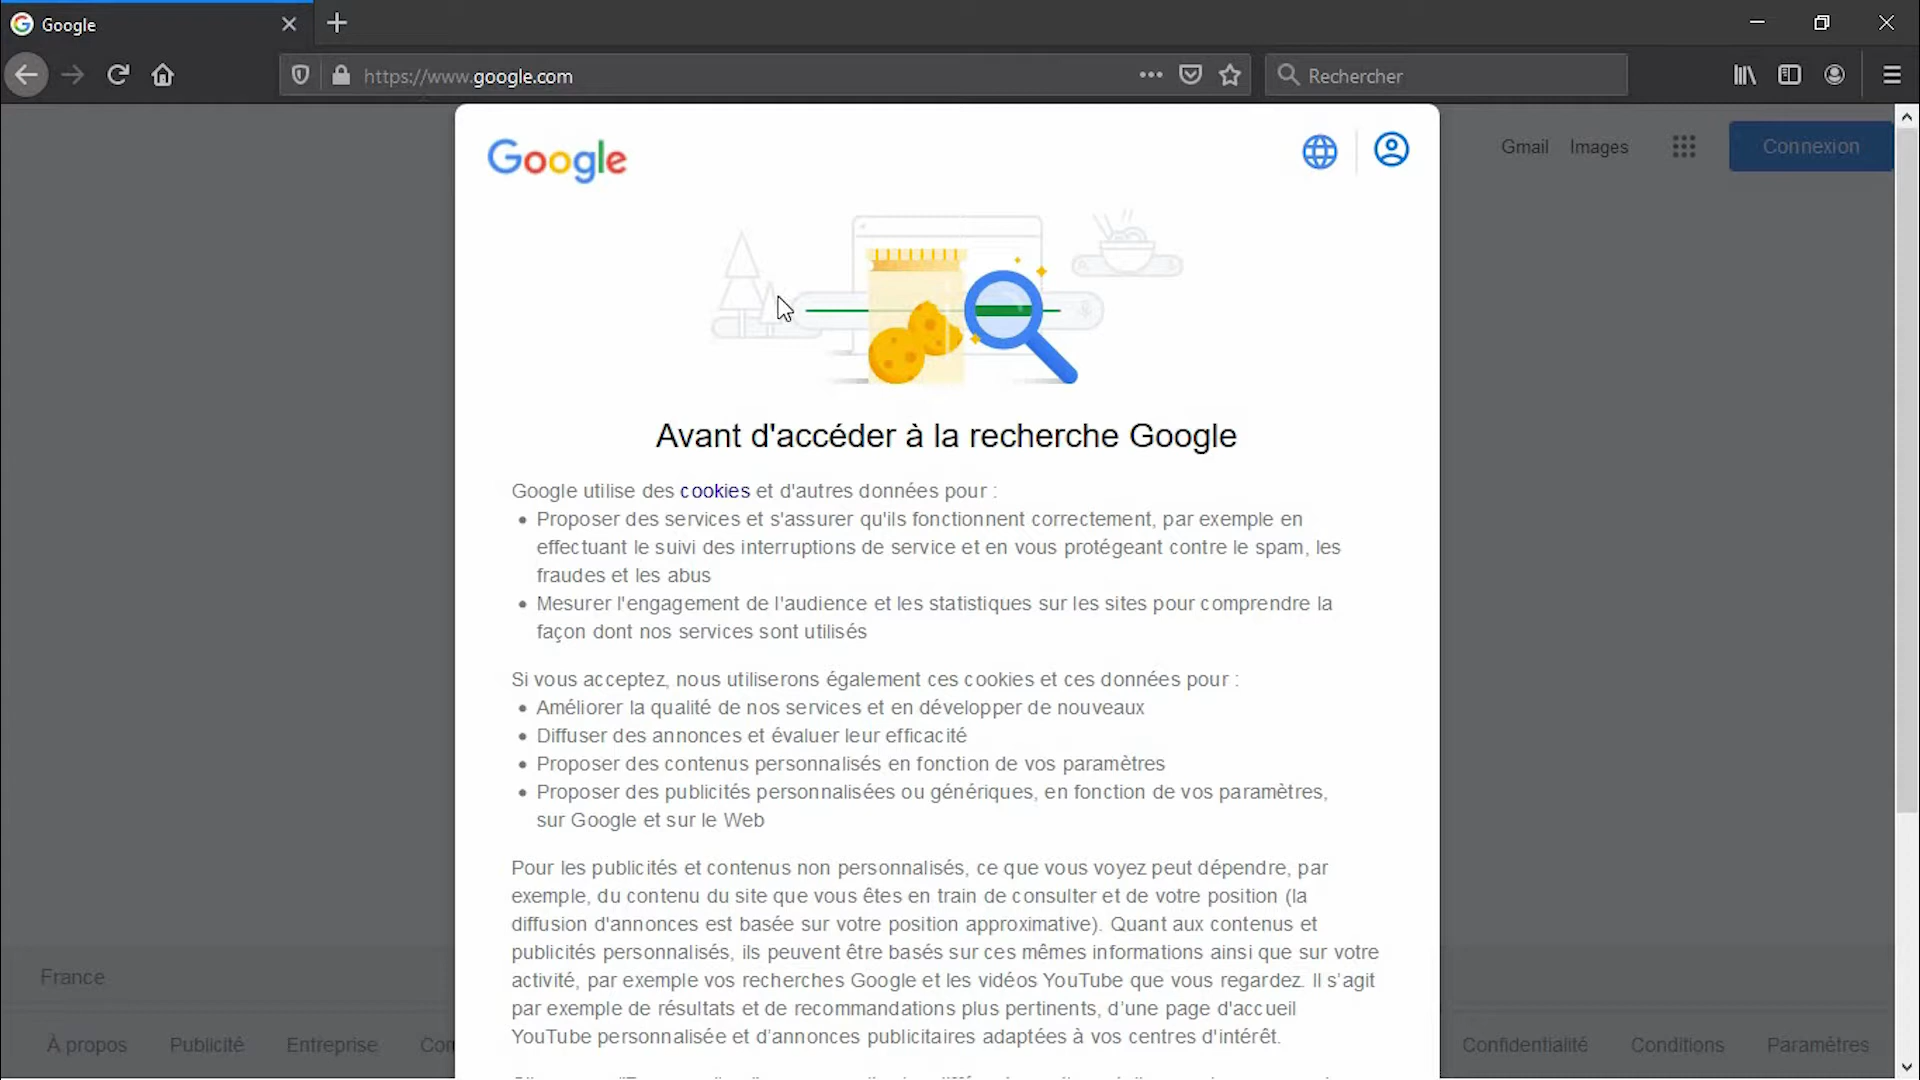 Google
https://www.google.com
Rechercher
Google
Gmail Images
Connexion
Avant d'accéder à la recherche Google
Google utilise des cookies et d'autres données pour :
Proposer des services et s'assurer qu'ils fonctionnent correctement, par exemple en
effectuant le suivi des interruptions de service et en vous protégeant contre le spam, les
fraudes et les abus
Mesurer l'engagement de l'audience et les statistiques sur les sites pour comprendre la
façon dont nos services sont utilisés
Si vous acceptez, nous utiliserons également ces cookies et ces données pour :
Améliorer la qualité de nos services et en développer de nouveaux
Diffuser des annonces et évaluer leur efficacité
Proposer des contenus personnalisés en fonction de vos paramètres
Proposer des publicités personnalisées ou génériques, en fonction de vos paramètres,
sur Google et sur le Web
Pour les publicités et contenus non personnalisés, ce que vous voyez peut dépendre, par
exemple, du contenu du site que vous êtes en train de consulter et de votre position (la
diffusion d'annonces est basée sur votre position approximative). Quant aux contenus et
publicités personnalisés, ils peuvent être basés sur ces mêmes informations ainsi que sur votre
activité, par exemple vos recherches Google et les vidéos YouTube que vous regardez. Il s’agit
par exemple de résultats et de recommandations plus pertinents, d’une page d'accueil
YouTube personnalisée et d’annonces publicitaires adaptées à vos centres d'intérêt.
France
À propos Publicité Entreprise
Confidentialité Conditions Paramètres